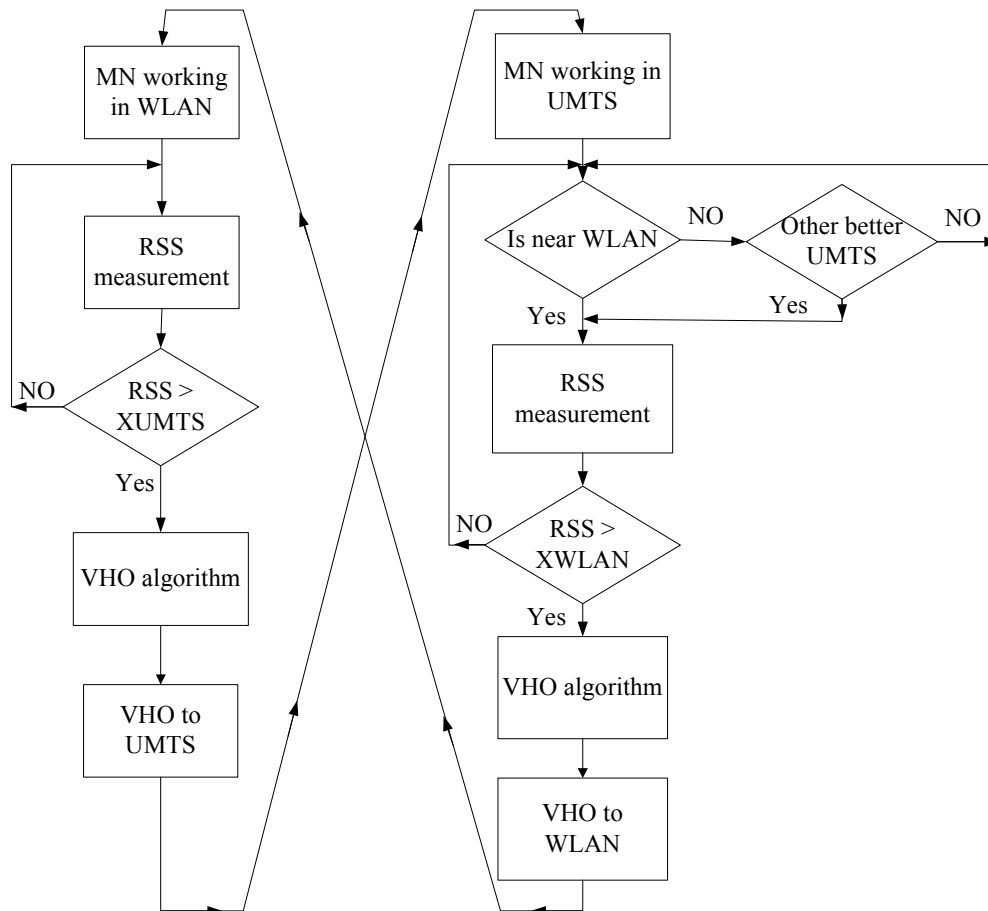 MN working
in WLAN
RSS
measurement
NO
RSS >
XUMTS
Yes
VHO algorithm
VHO to
UMTS
MN working in
UMTS
Is near WLAN
NO
Other better
UMTS
NO
Yes
Yes
RSS
measurement
NO
RSS >
XWLAN
Yes
VHO algorithm
VHO to
WLAN